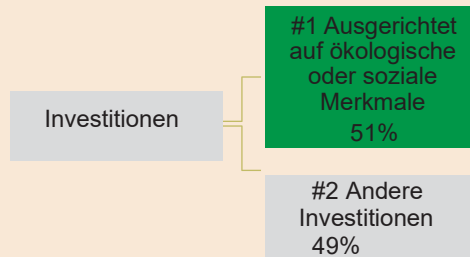 Investitionen
#1 Ausgerichtet
auf ökologische
oder soziale
Merkmale
51%
#2 Andere
Investitionen
49%